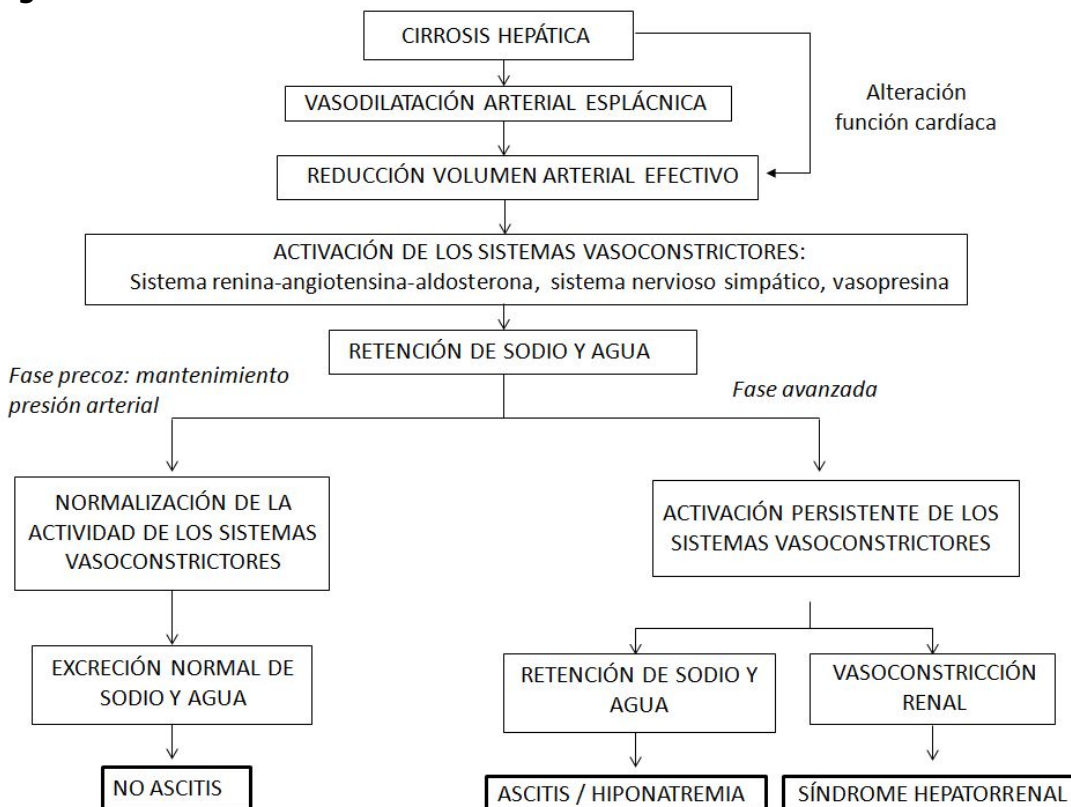 CIRROSIS HEPÁTICA
Alteración
función cardíaca
VASODILATACIÓN ARTERIAL ESPLÁCNICA
REDUCCIÓN VOLUMEN ARTERIAL EFECTIVO
ACTIVACIÓN DE LOS SISTEMAS VASOCONSTRICTORES:
Sistema renina-angiotensina-aldosterona, sistema nervioso simpático, vasopresina
RETENCIÓN DE SODIO Y AGUA
Fase precoz: mantenimiento
presión arterial
Fase avanzada
NORMALIZACIÓN DE LA
ACTIVIDAD DE LOS SISTEMAS
VASOCONSTRICTORES
ACTIVACIÓN PERSISTENTE DE LOS
SISTEMAS VASOCONSTRICTORES
EXCRECIÓN NORMAL DE
SODIO Y AGUA
RETENCIÓN DE SODIO Y
AGUA
VASOCONSTRICCIÓN
RENAL
NO ASCITIS
ASCITIS / HIPONATREMIA
SÍNDROME HEPATORRENAL